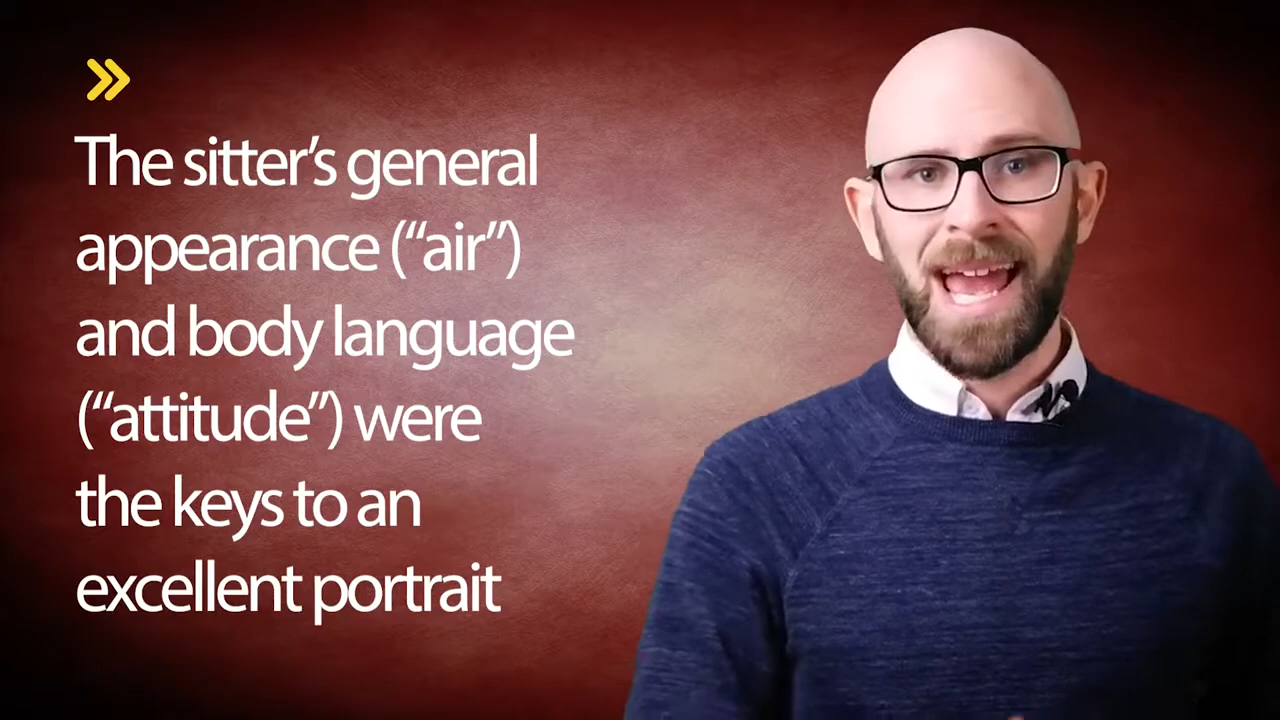 The sitter’s general
appearance (“air”)
and body language
(“attitude”) were
the keys to an
excellent portrait